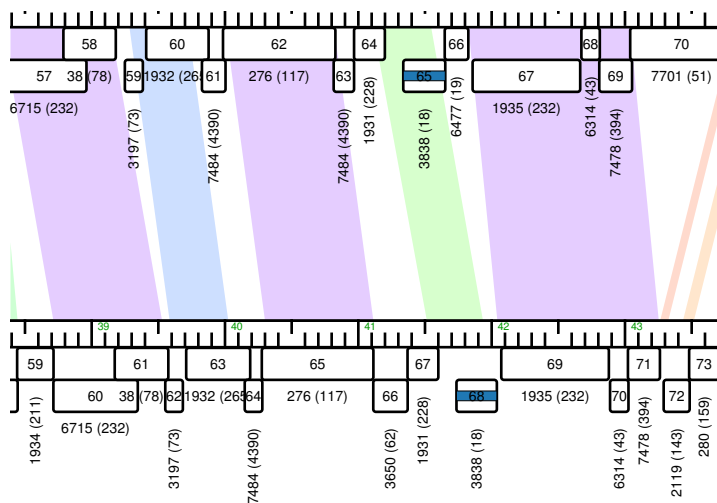 58 60 62 64 66 68 70
57 38 (78) 59 1932 (265 61 276 (117) 63 65 67 69 7701 (51)
6715 (232) 3197 (73) 7484 (4390) 7484 (4390) 1931 (228) 3838 (18) 6477 (19) 1935 (232) 6314 (43) 7478 (394)
39 40 41 42 43
59 61 63 65 67 69 71 73
60 38 (78) 62 1932 (265 64 276 (117) 66 68 1935 (232) 70 72
1934 (211) 6715 (232) 3197 (73) 7484 (4390) 3650 (62) 1931 (228) 3838 (18) 6314 (43) 7478 (394) 2119 (143) 280 (159)